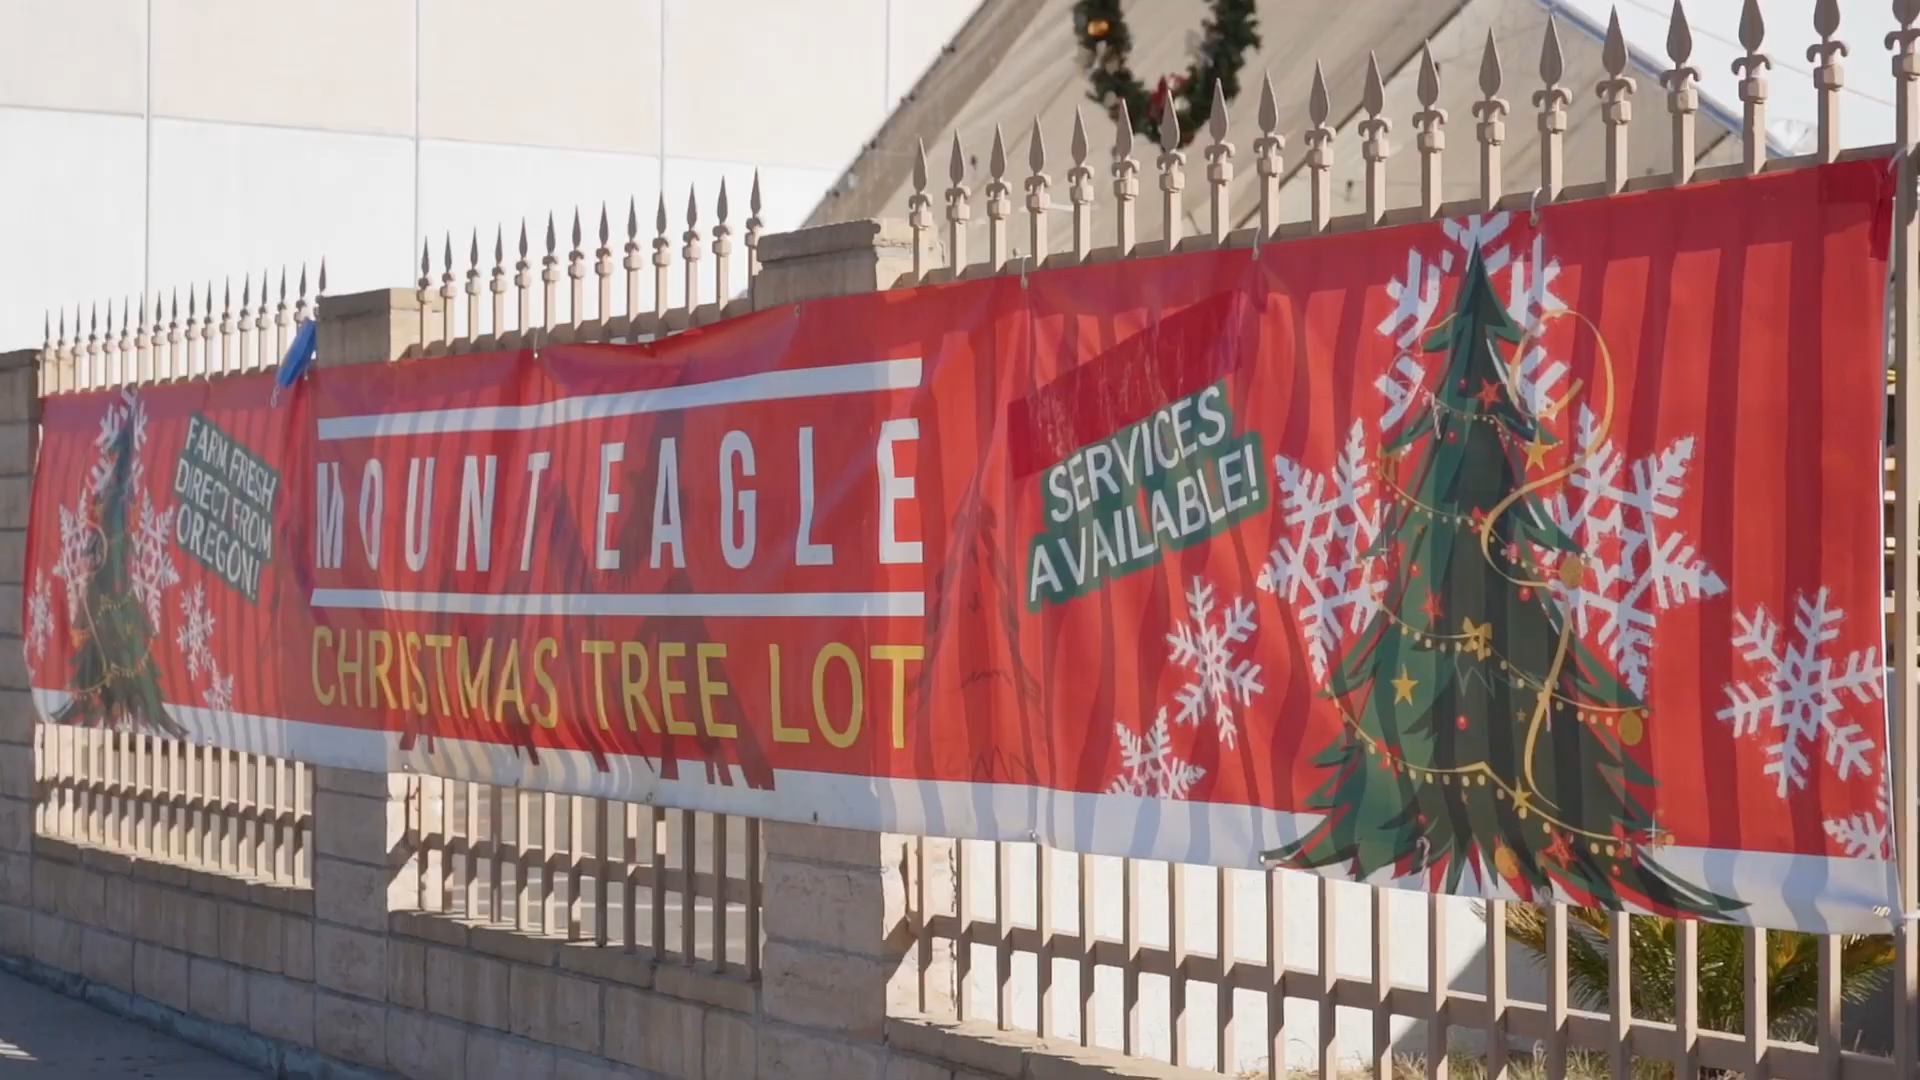 FARM FRESH
DIRECT FROM
OREGON!
MOUNT EAGLE
CHRISTMAS TREE LOT
SERVICES
AVAILABLE!